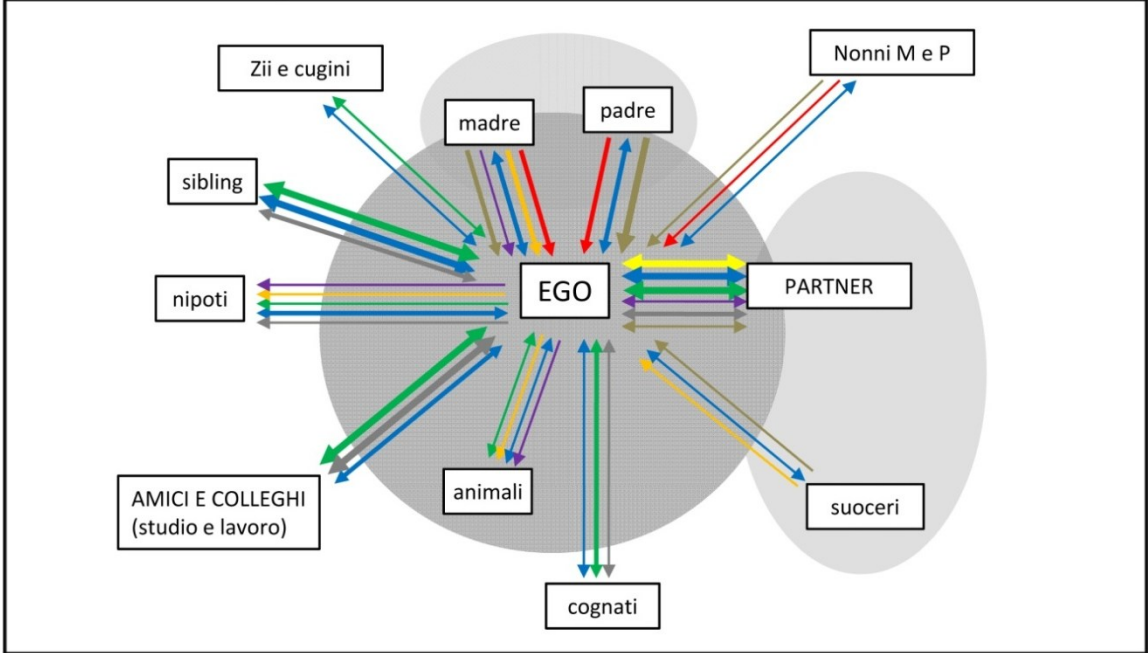 Zii e cugini
Nonni M e P
madre
padre
sibling
nipoti
EGO
PARTNER
AMICI E COLLEGHI
(studio e lavoro)
animali
suoceri
cognati